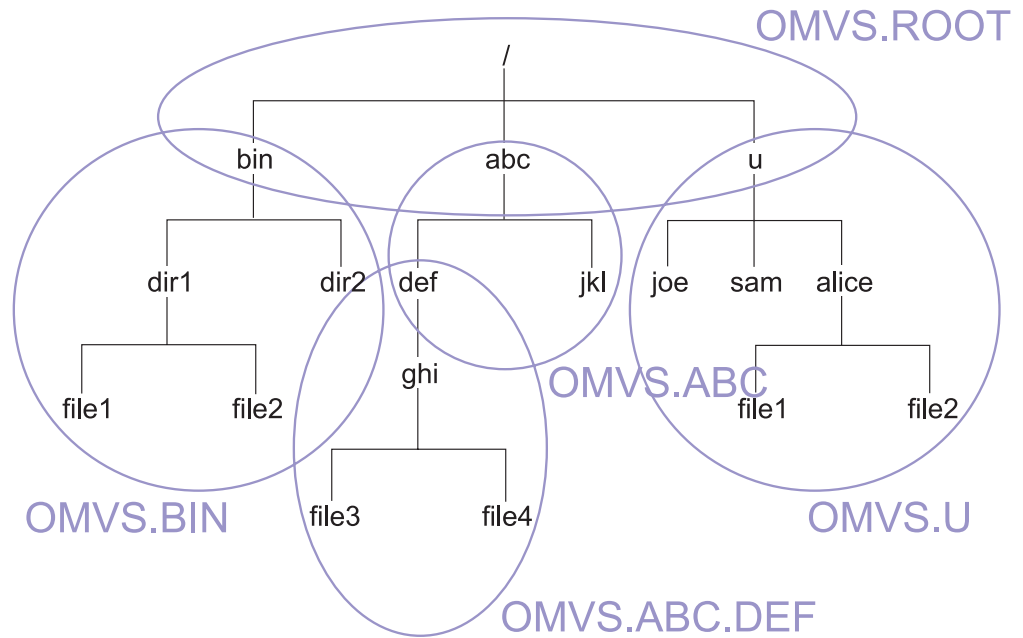 OMVS.ROOT
/
bin abc u
dir1 dir2 def jkl joe sam alice
ghi
OMVS.ABC
file1 file2 file1 file2
OMVS.BIN file3 file4 OMVS.U
OMVS.ABC.DEF